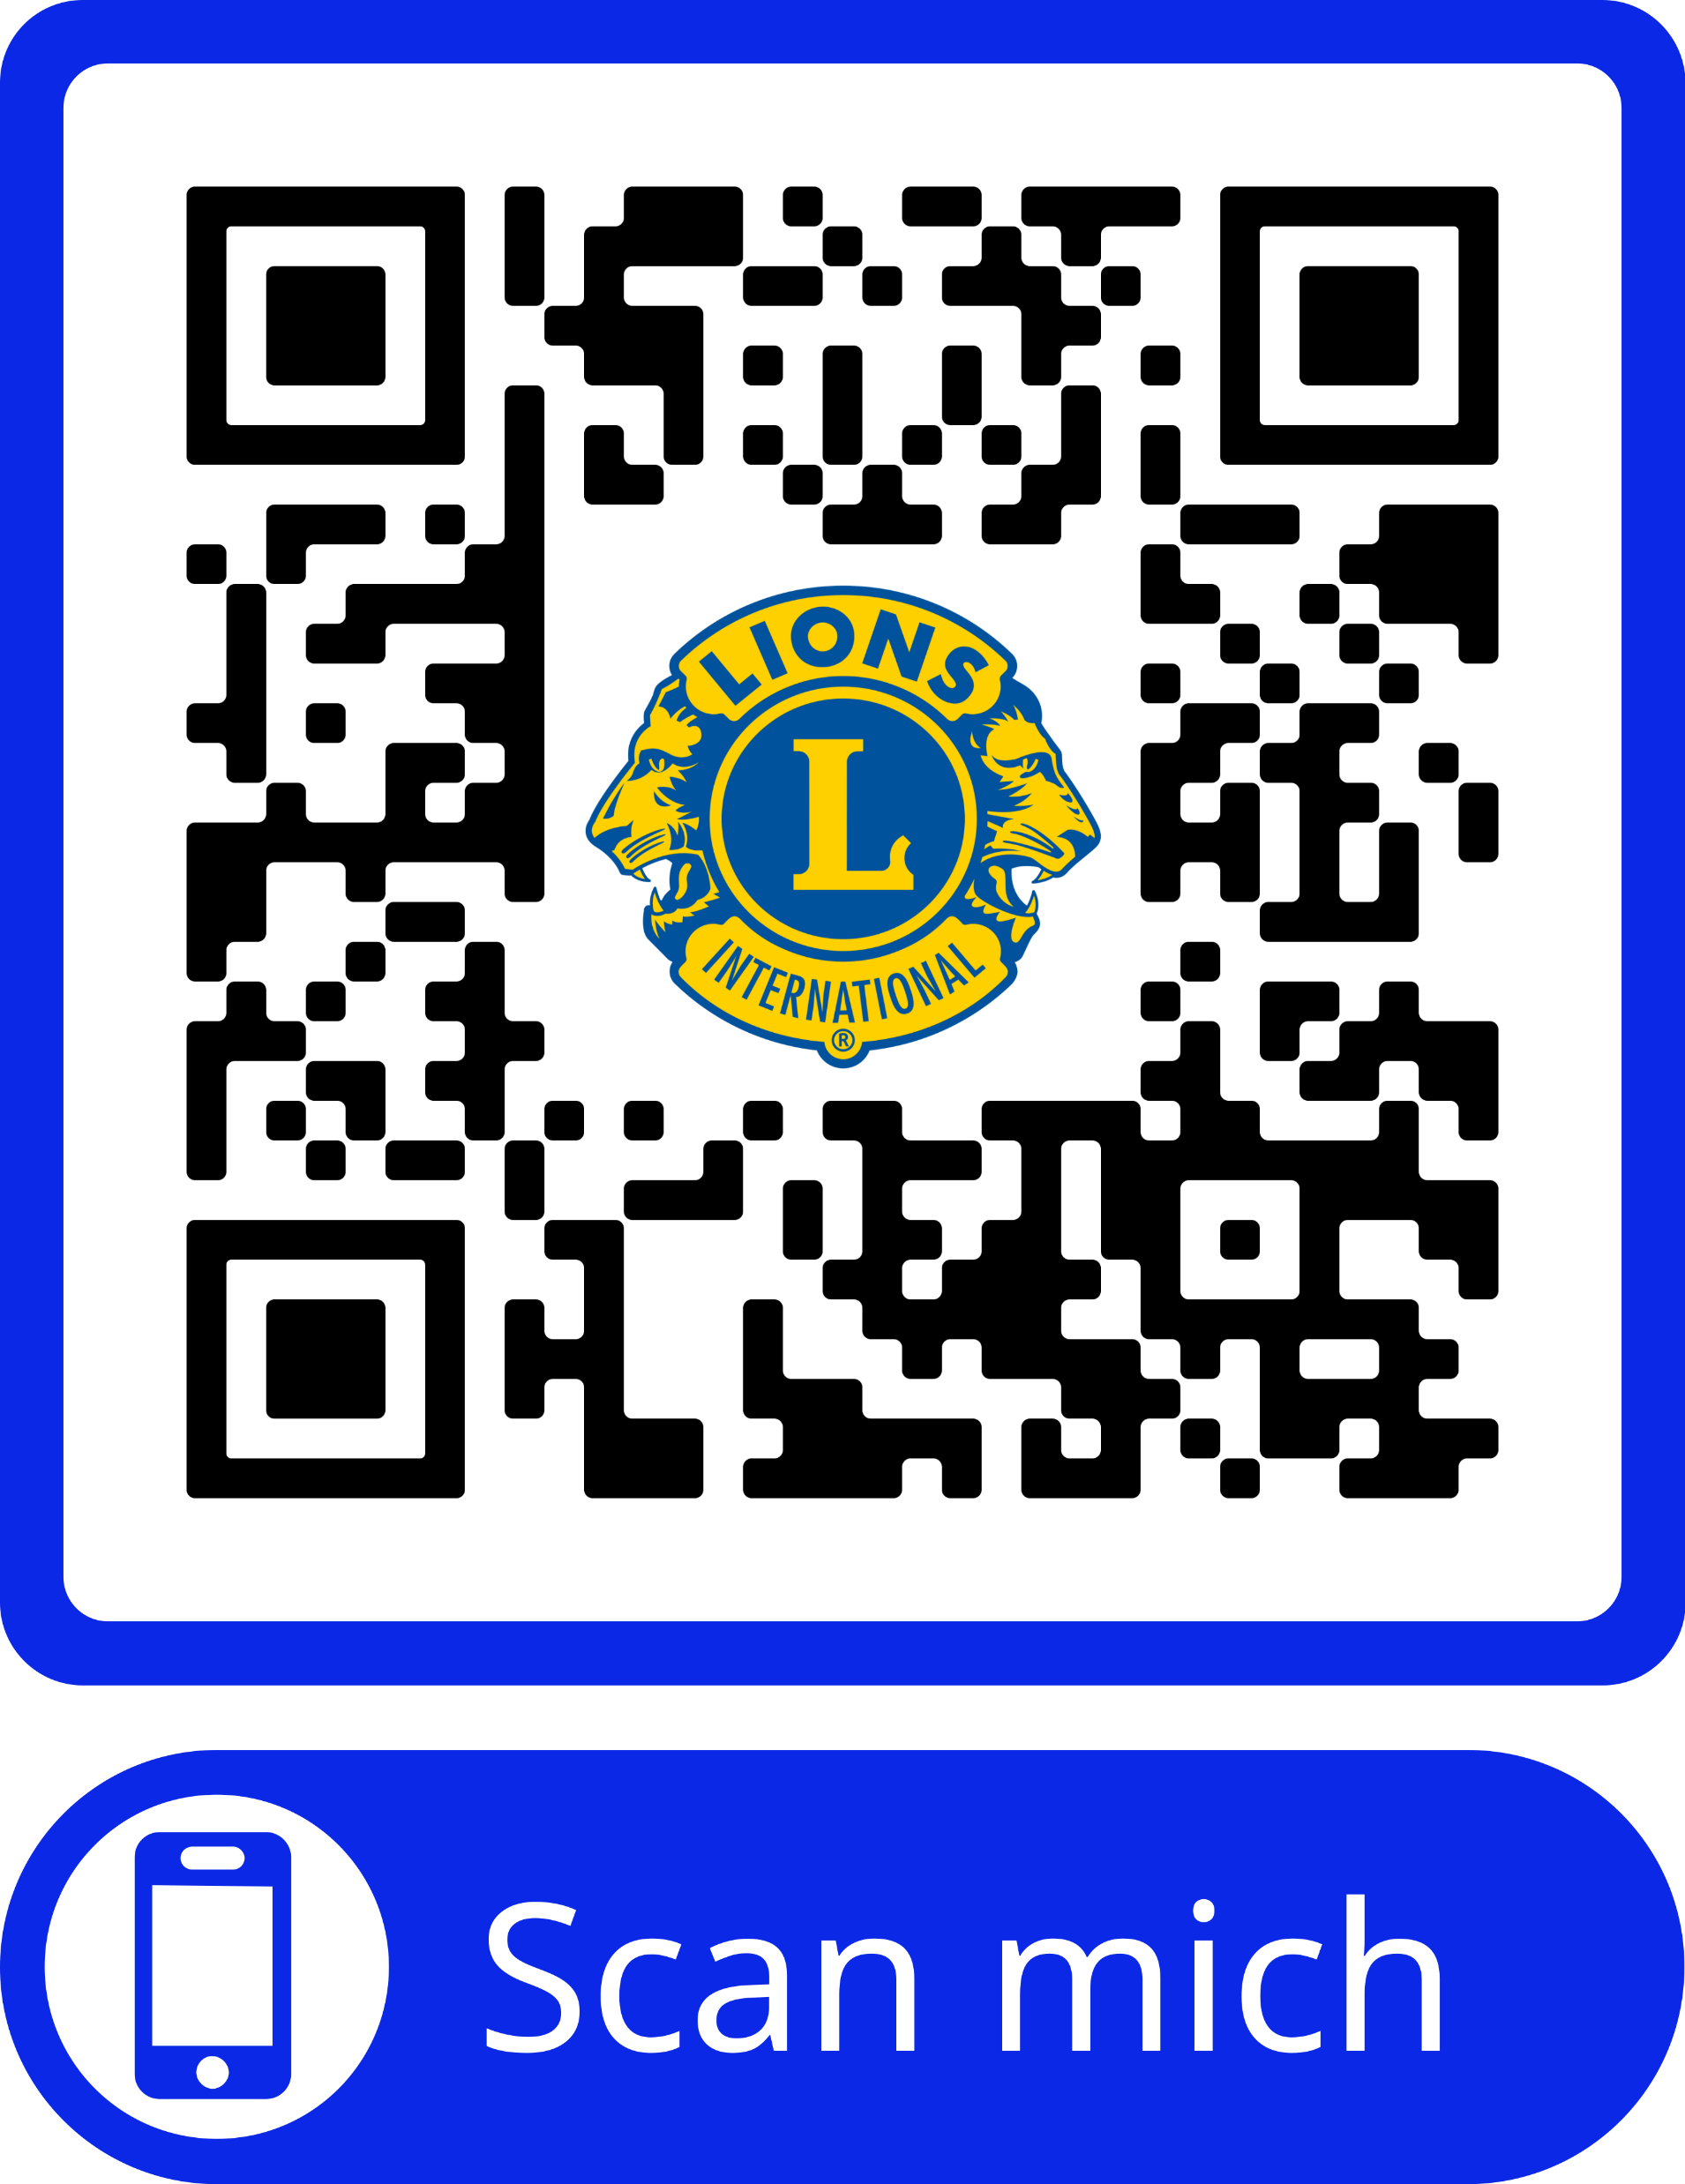 LIONS
L
INTERNATIONAL
®
Scan mich